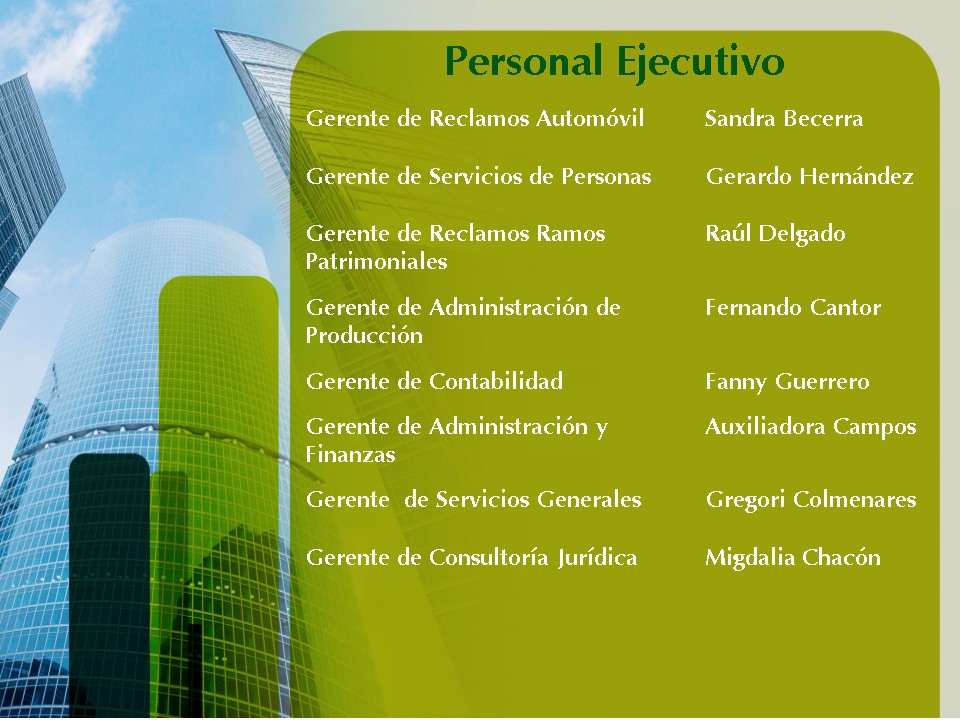 Personal Ejecutivo
Gerente de Reclamos Automóvil Sandra Becerra
Gerente de Servicios de Personas Gerardo Hernández
Gerente de Reclamos Ramos Raúl Delgado
Patrimoniales
Gerente de Administración de Fernando Cantor
Producción
Gerente de Contabilidad Fanny Guerrero
Gerente de Administración y Auxiliadora Campos
Finanzas
Gerente  de Servicios Generales Gregori Colmenares
Gerente de Consultoría Jurídica Migdalia Chacón